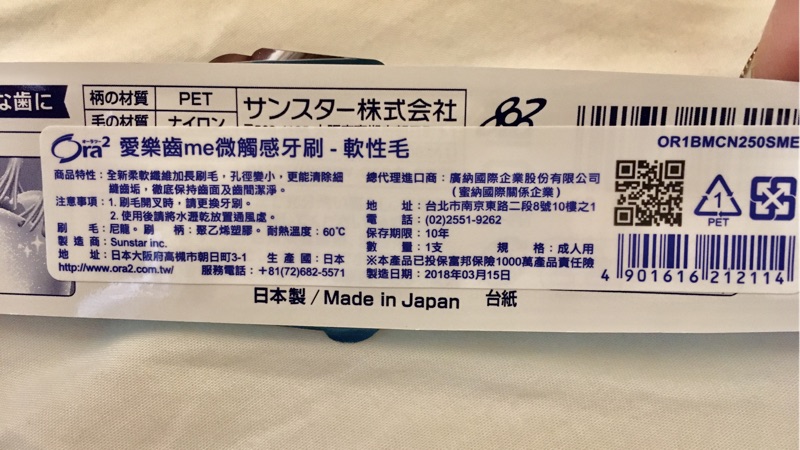 な歯に
柄の材質 PET
毛の材質 ナイロン
サンスター株式会社
オーラツー
Ora² 愛樂齒me微觸感牙刷 - 軟性毛
商品特性：全新柔軟纖維加長刷毛，孔徑變小，更能清除細
纖齒垢，徹底保持齒面及齒間潔淨。
注意事項：1. 刷毛開叉時，請更換牙刷。
2. 使用後請將水瀝乾放置通風處。
刷 毛：尼龍。刷 柄：聚乙烯塑膠。耐熱溫度：60℃
製 造 商：Sunstar inc.
地 址：日本大阪府高槻市朝日町3-1 生 產 國：日本
http://www.ora2.com.tw/ 服務電話：+81(72)682-5571
總代理進口商：廣納國際企業股份有限公司
（蜜納國際關係企業）
地 址：台北市南京東路二段8號10樓之1
電 話：(02)2551-9262
保存期限：10年
數 量：1支 規 格：成人用
※本產品已投保富邦保險1000萬產品責任險
製造日期：2018年03月15日
OR1BMCN250SME
1
PET
4 901616 212114
日本製 / Made in Japan 台紙